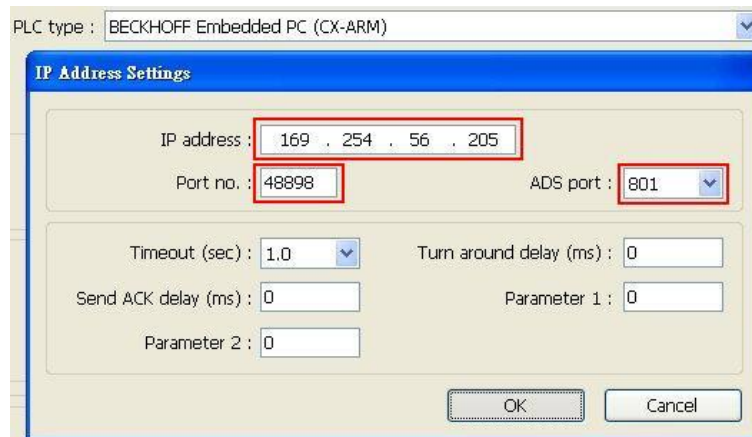 PLC type : BECKHOFF Embedded PC (CX-ARM)
IP Address Settings
IP address : 169 . 254 . 56 . 205
Port no. : 48898 ADS port : 801
Timeout (sec) : 1.0 Turn around delay (ms) : 0
Send ACK delay (ms) : 0 Parameter 1 : 0
Parameter 2 : 0
OK Cancel